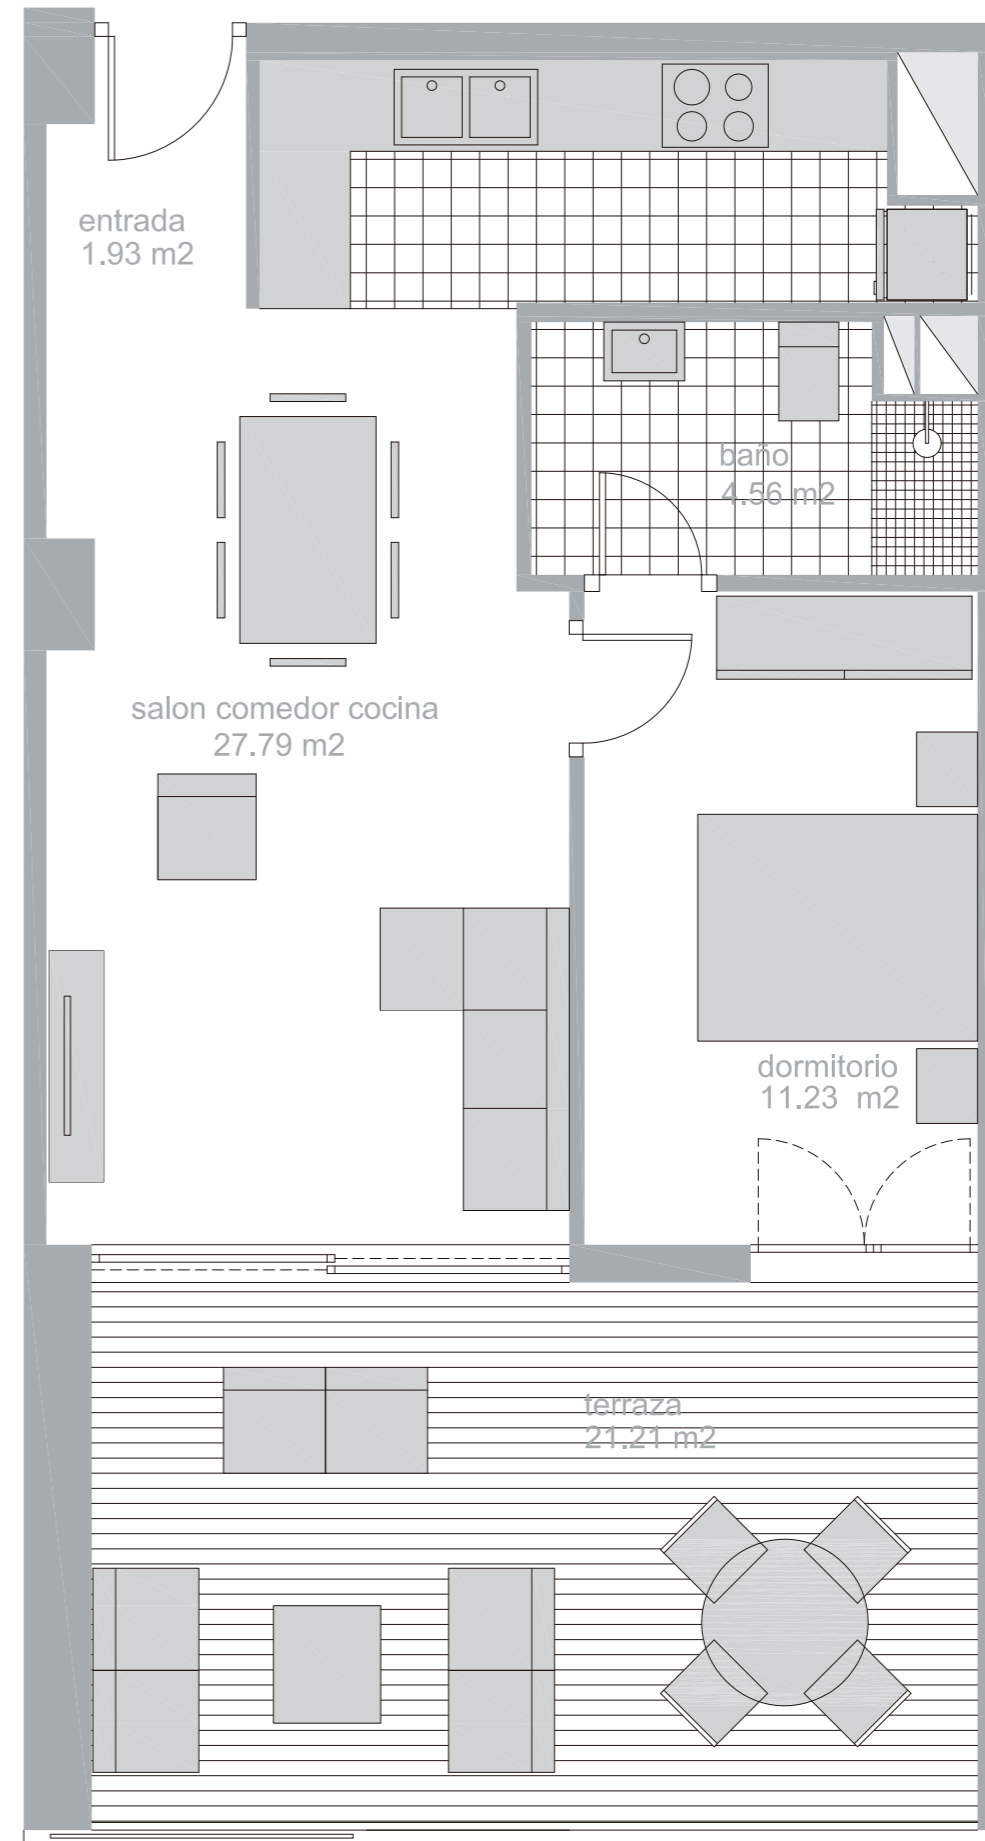 entrada
1.93 m2
baño
4.56 m2
salon comedor cocina
27.79 m2
dormitorio
11.23 m2
terraza
21.21 m2